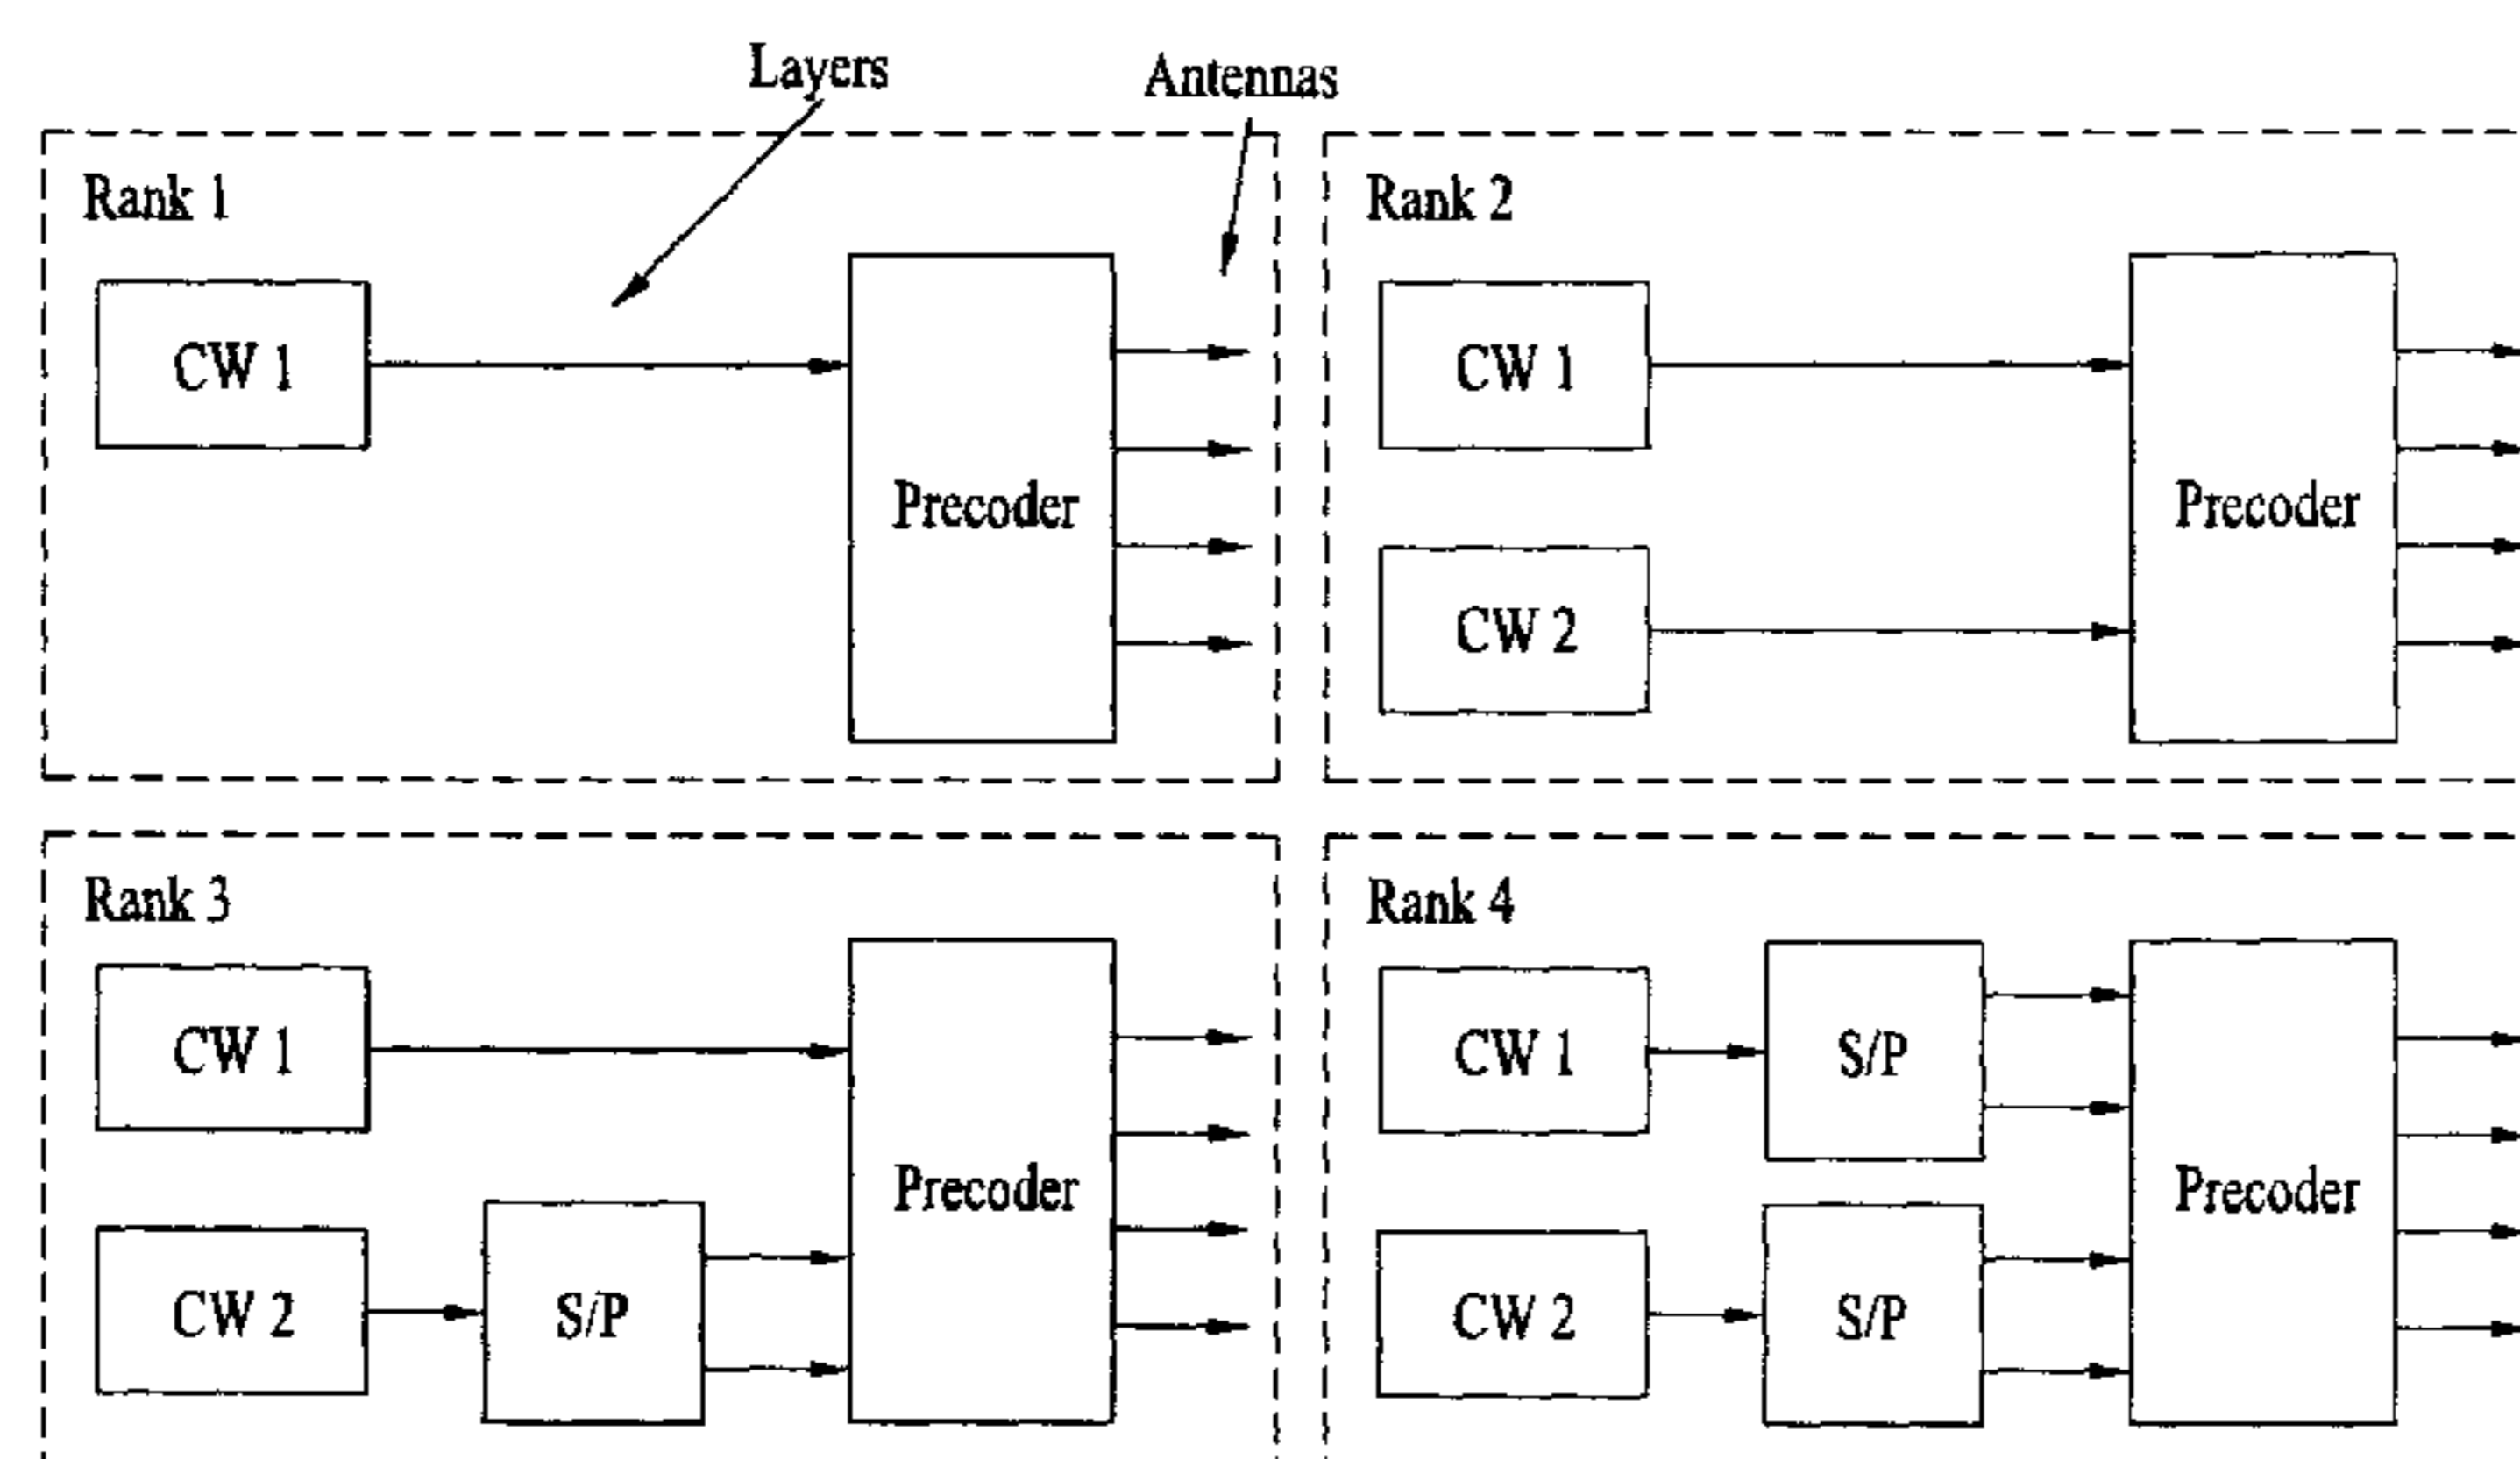 Layers
Antennas
Rank 1
CW 1
Precoder
Rank 2
CW 1
CW 2
Precoder
Rank 3
CW 1
CW 2
S/P
Precoder
Rank 4
CW 1
S/P
CW 2
S/P
Precoder